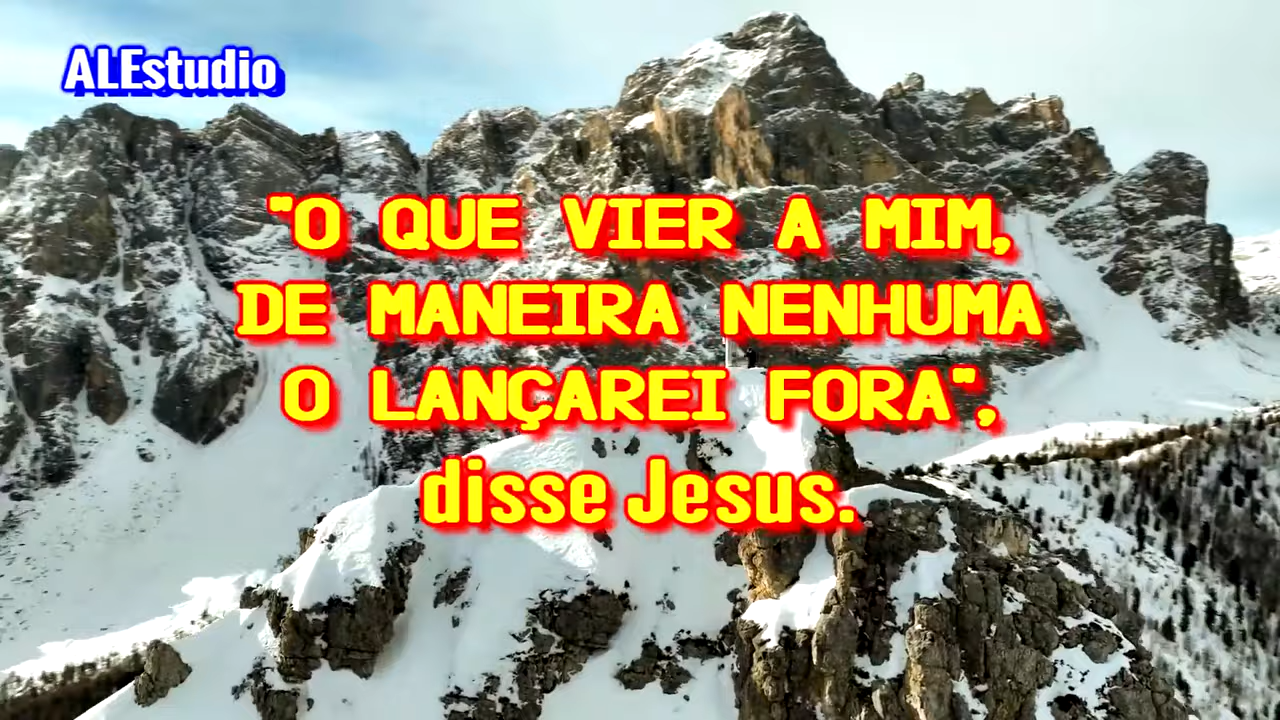 ALEstudio
"O QUE VIER A MIM,
DE MANEIRA NENHUMA
O LANÇAREI FORA",
disse Jesus.